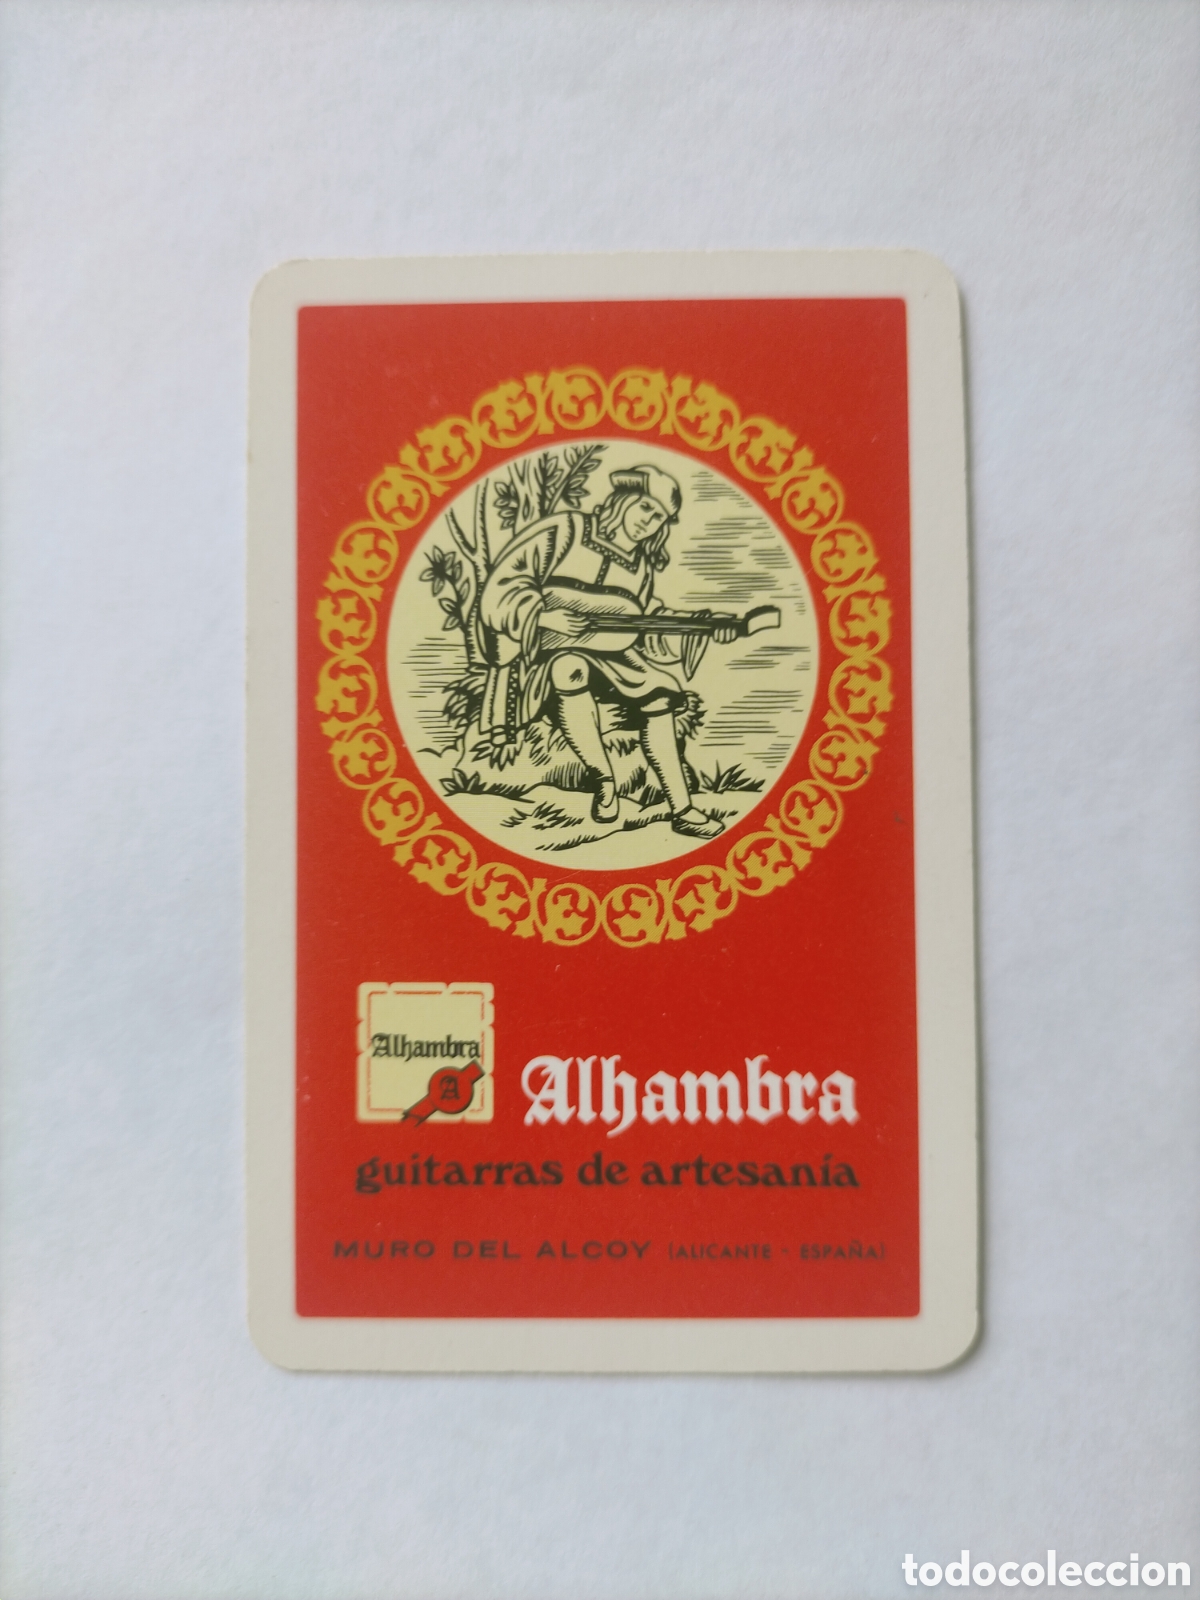 Alhambra
A
Alhambra
guitarras de artesanía
MURO DEL ALCOY (ALICANTE - ESPAÑA)
todocoleccion